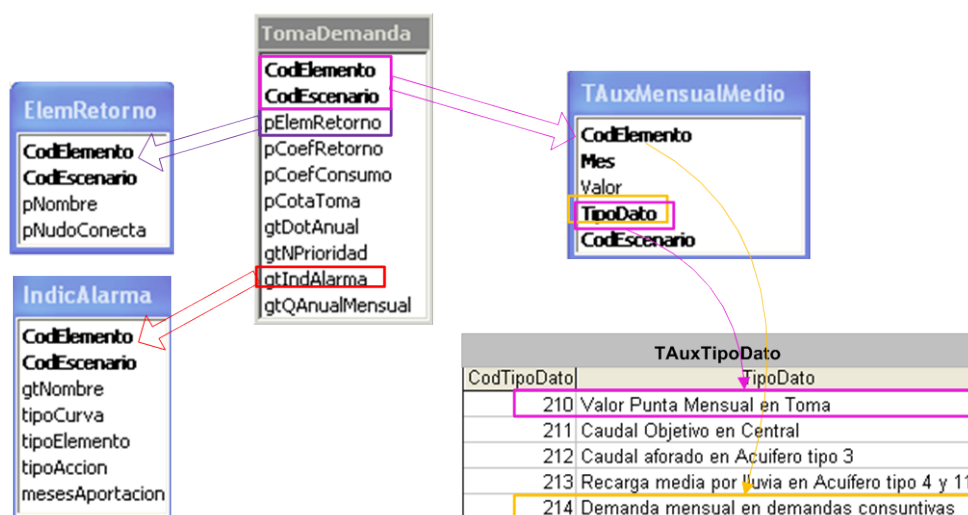 TomaDemanda
CodElemento
CodEscenario
pElemRetorno
pCoefRetorno
pCoefConsumo
pCotaToma
gtDotAnual
gtNPrioridad
gtIndAlarma
gtQAnualMensual
ElemRetorno
CodElemento
CodEscenario
pNombre
pNudoConecta
TAuxMensualMedio
CodElemento
Mes
Valor
TipoDato
CodEscenario
IndicAlarma
CodElemento
CodEscenario
gtNombre
tipoCurva
tipoElemento
tipoAccion
mesesAportacion
TAuxTipoDato
CodTipoDato TipoDato
210 Valor Punta Mensual en Toma
211 Caudal Objetivo en Central
212 Caudal aforado en Acuifero tipo 3
213 Recarga media por lluvia en Acuífero tipo 4 y 11
214 Demanda mensual en demandas consuntivas